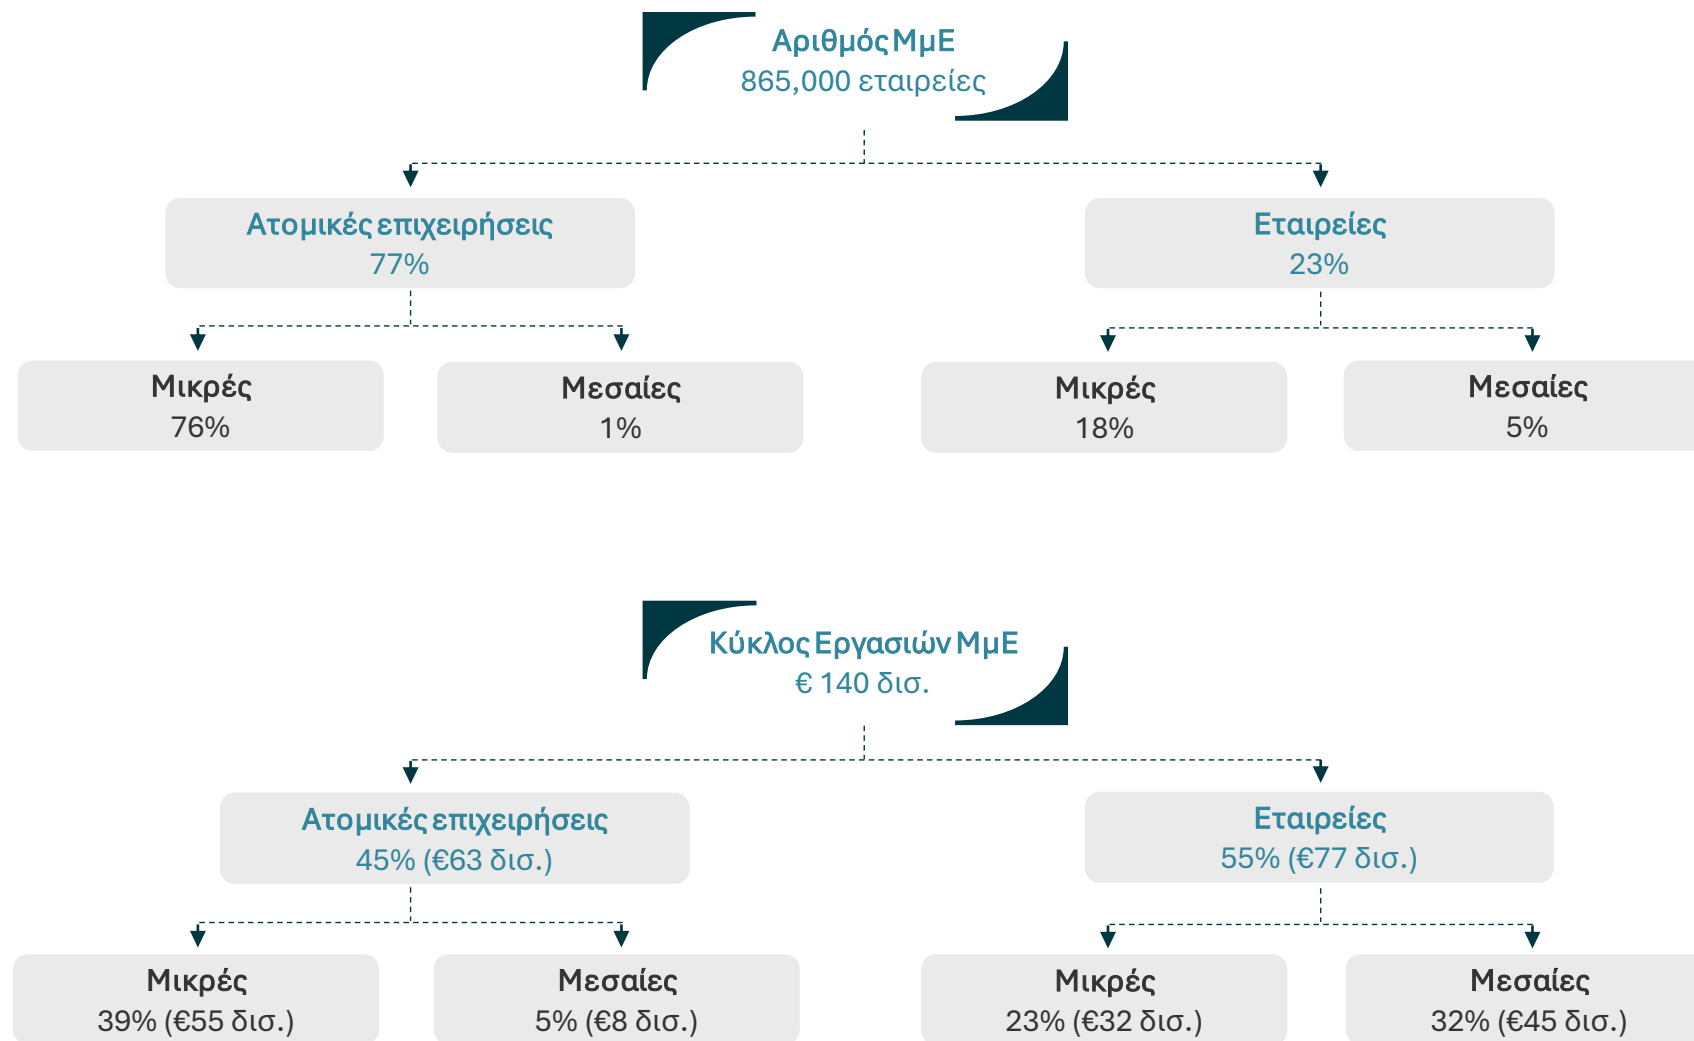 Αριθμός ΜμΕ
865,000 εταιρείες
Ατομικές επιχειρήσεις
77%
Εταιρείες
23%
Μικρές
76%
Μεσαίες
1%
Μικρές
18%
Μεσαίες
5%
Κύκλος Εργασιών ΜμΕ
€ 140 δισ.
Ατομικές επιχειρήσεις
45% (€63 δισ.)
Εταιρείες
55% (€77 δισ.)
Μικρές
39% (€55 δισ.)
Μεσαίες
5% (€8 δισ.)
Μικρές
23% (€32 δισ.)
Μεσαίες
32% (€45 δισ.)